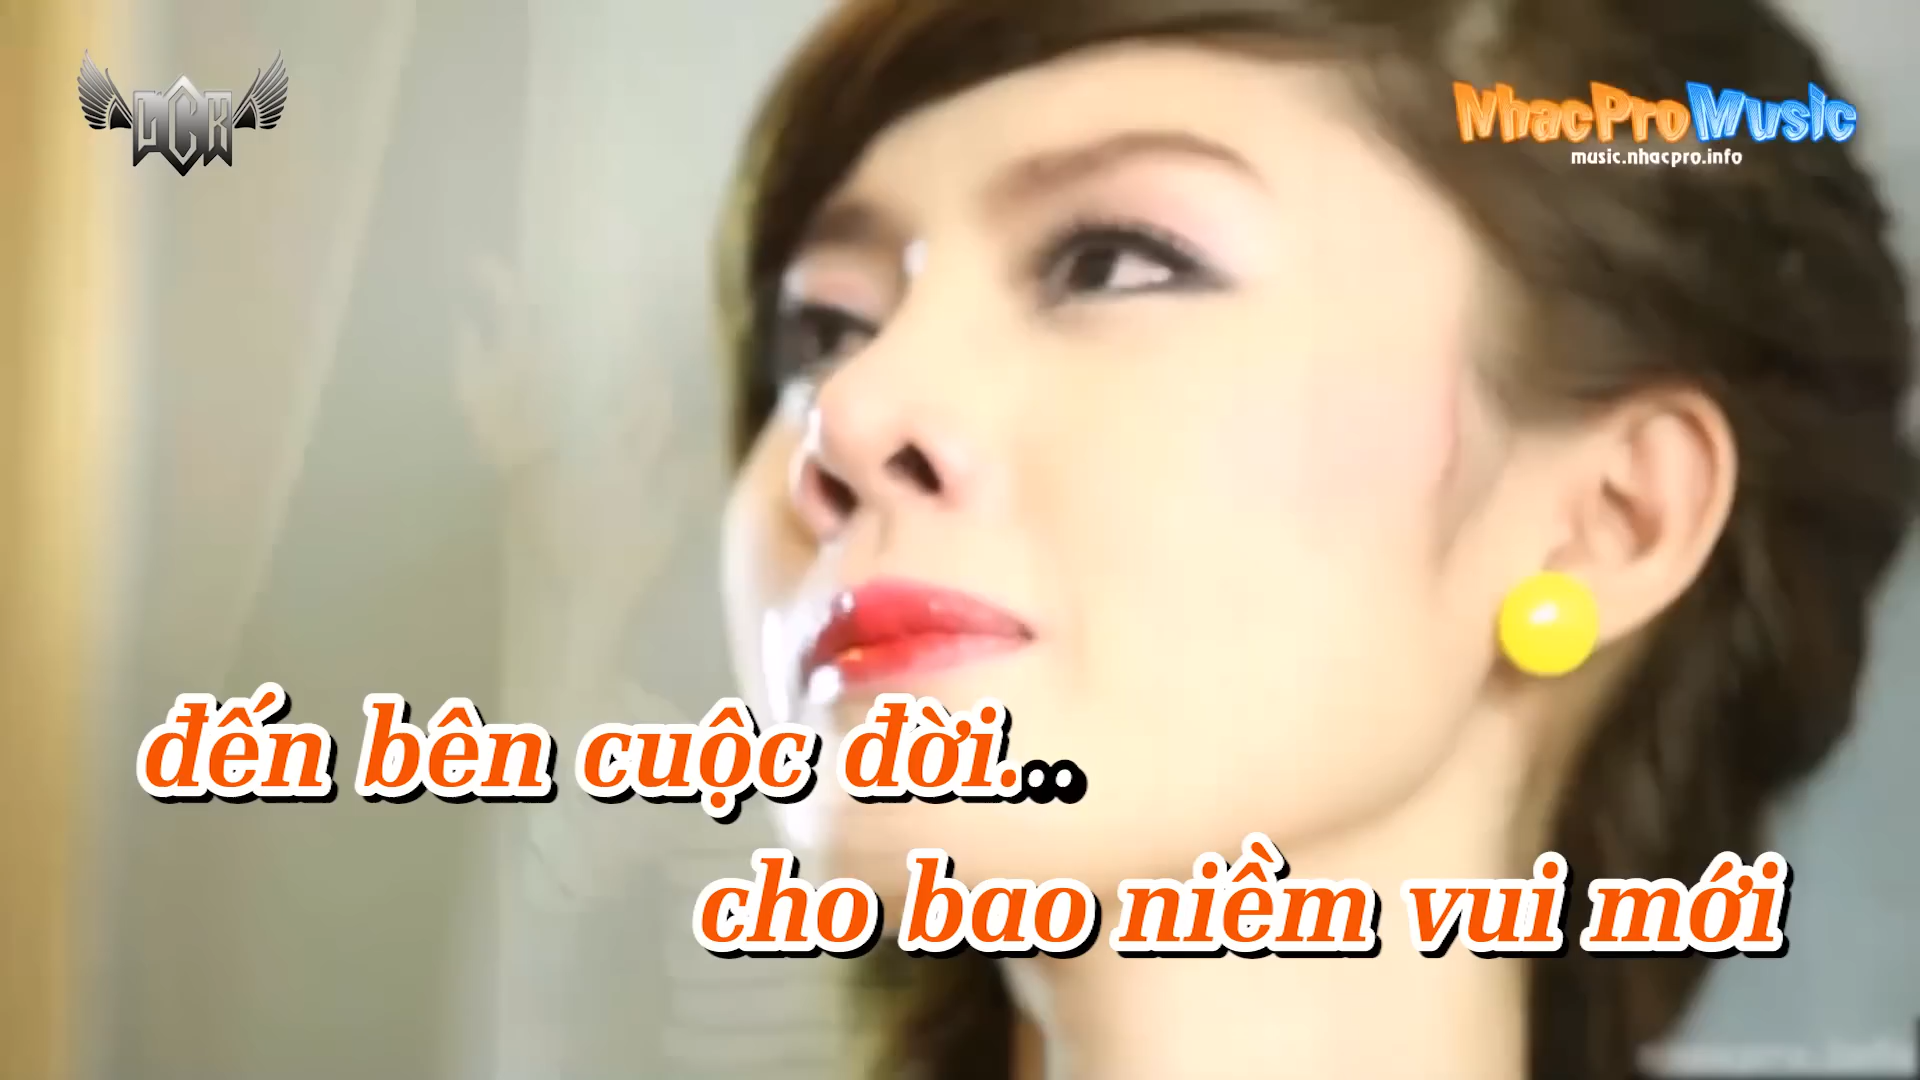 NhacProMusic
music.nhacpro.info
đến bên cuộc đời...
cho bao niềm vui mới